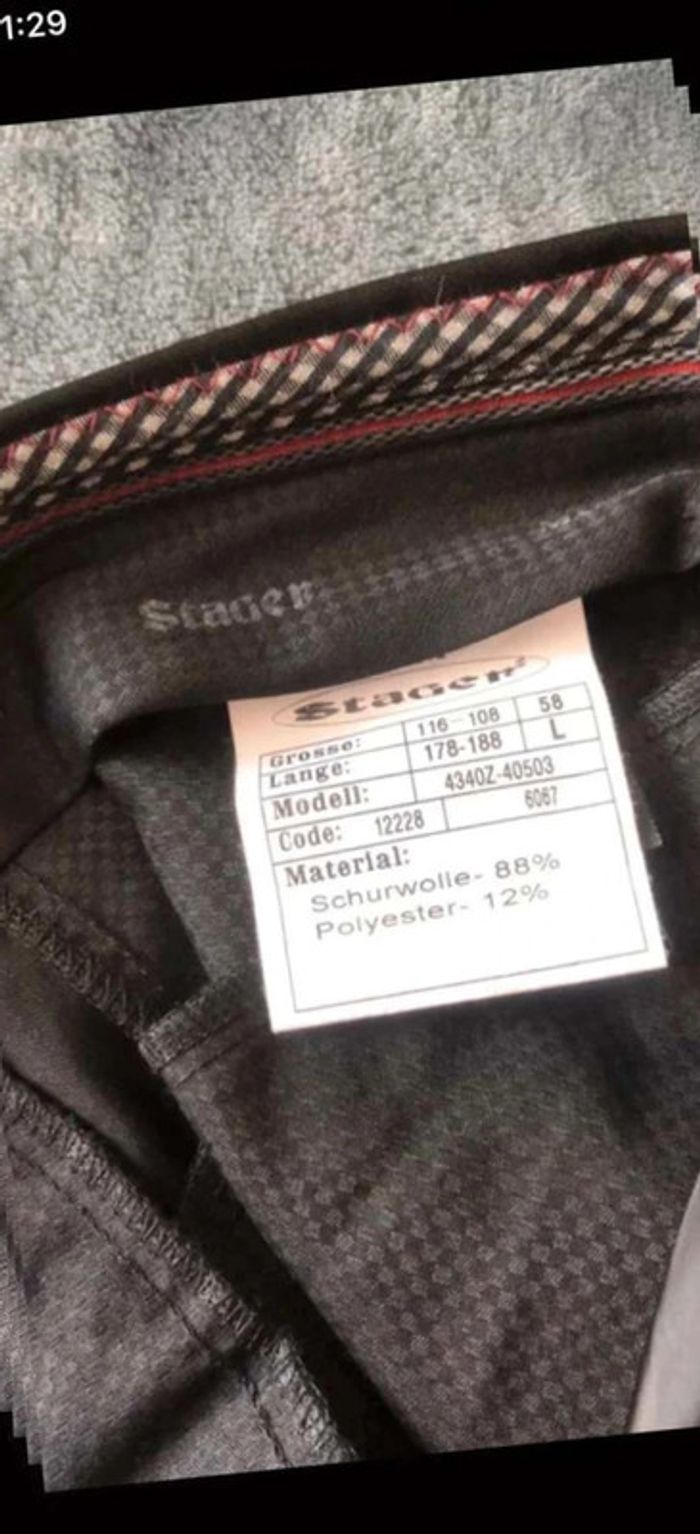 1:29
Stager
Stager
Grosse: 116-108 58
Lange: 178-188 L
Modell: 4340Z-40503
Code: 12228 6067
Material:
Schurwolle- 88%
Polyester- 12%